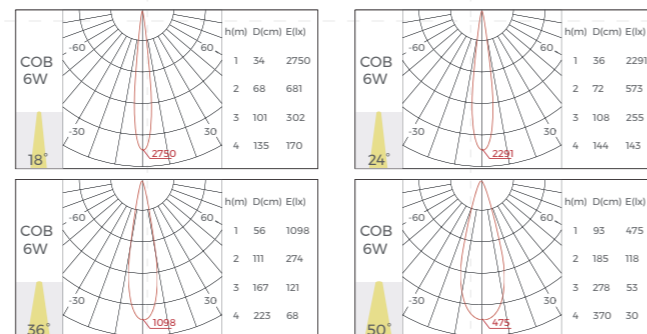 COB
6W
18°
-60
60
-30
30
2750
h(m) D(cm) E(lx)
1 34 2750
2 68 681
3 101 302
4 135 170
COB
6W
24°
-60
60
-30
30
2291
h(m) D(cm) E(lx)
1 36 2291
2 72 573
3 108 255
4 144 143
COB
6W
36°
-60
60
-30
30
1098
h(m) D(cm) E(lx)
1 56 1098
2 111 274
3 167 121
4 223 68
COB
6W
50°
-60
60
-30
30
475
h(m) D(cm) E(lx)
1 93 475
2 185 118
3 278 53
4 370 30